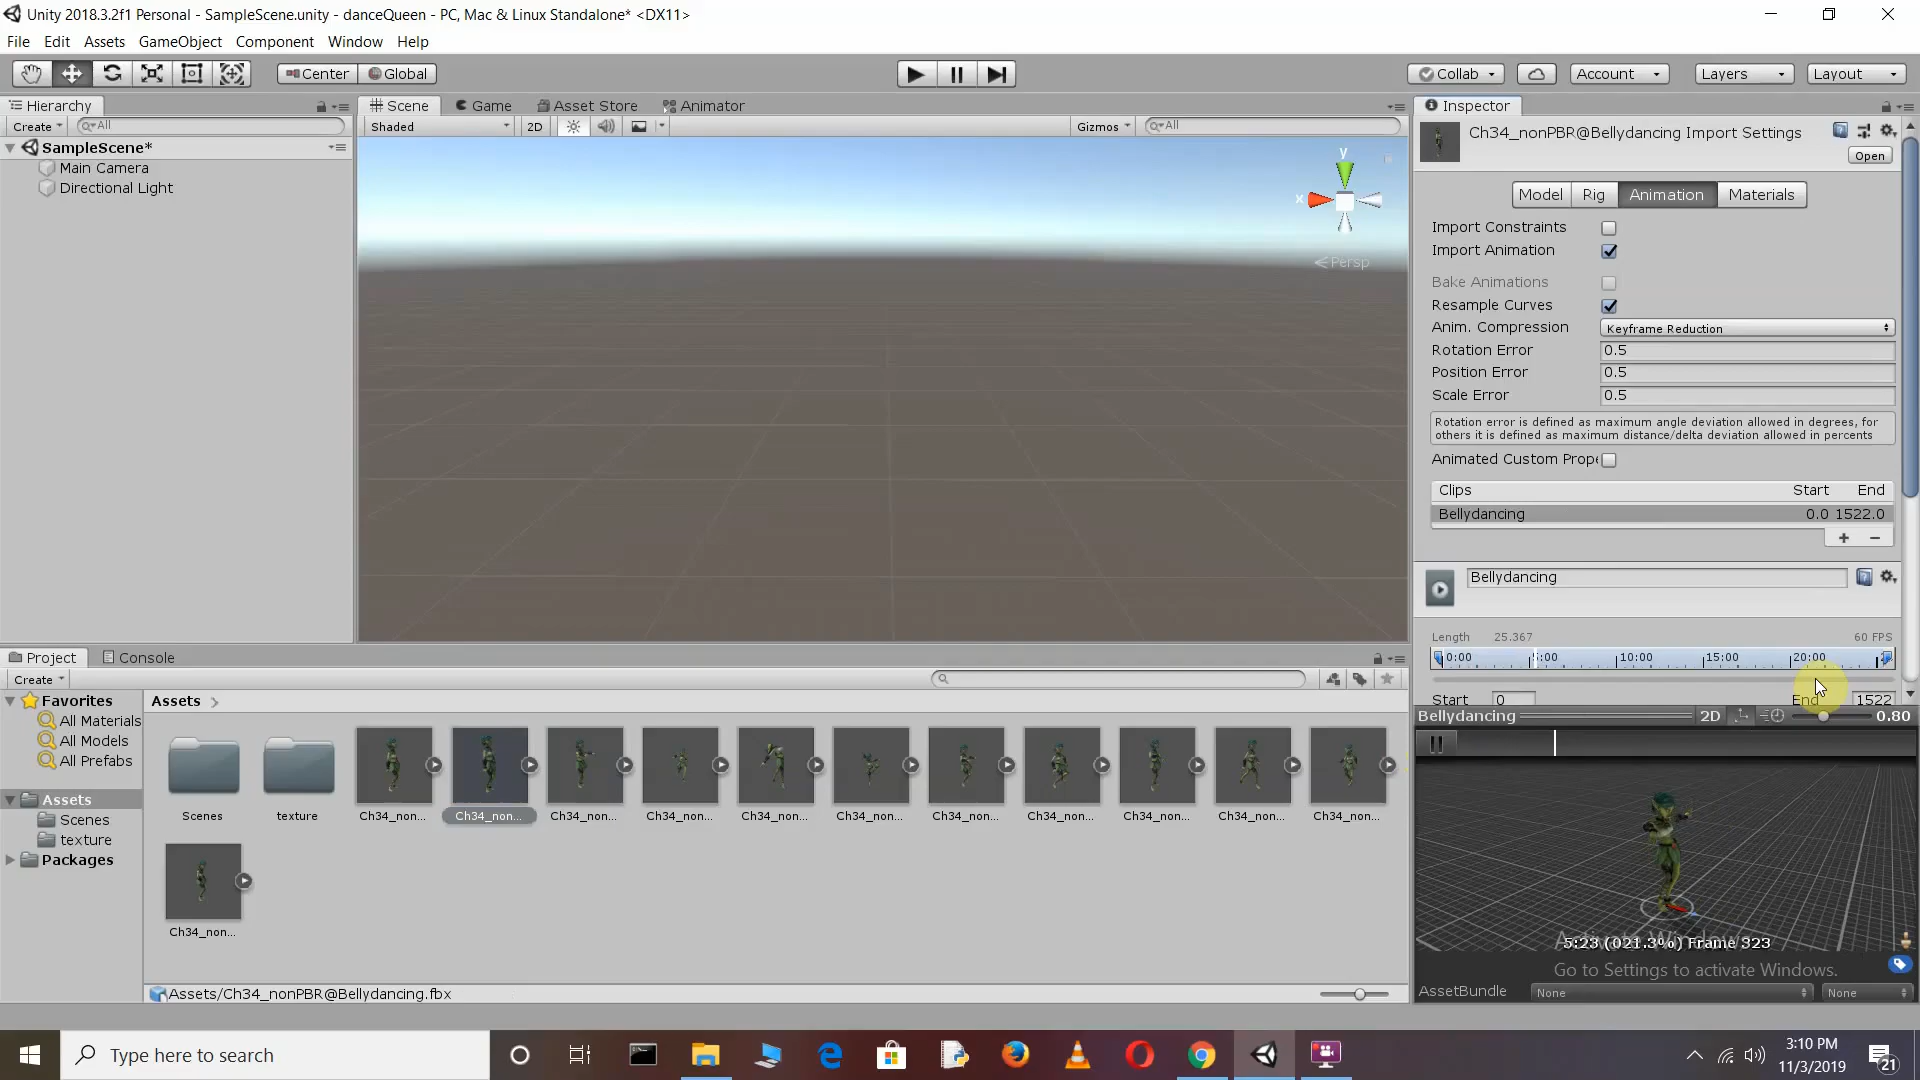 Unity 2018.3.2f1 Personal - SampleScene.unity - danceQueen - PC, Mac & Linux Standalone* <DX11>
File Edit Assets GameObject Component Window Help
Center Global Collab Account Layers Layout
Hierarchy
Create All
SampleScene*
Main Camera
Directional Light
Scene Game Asset Store Animator
Shaded 2D Gizmos All
y
x
Persp
Inspector
Ch34_nonPBR@Bellydancing Import Settings
Open
Model Rig Animation Materials
Import Constraints
Import Animation
Bake Animations
Resample Curves
Anim. Compression Keyframe Reduction
Rotation Error 0.5
Position Error 0.5
Scale Error 0.5
Rotation error is defined as maximum angle deviation allowed in degrees, for
others it is defined as maximum distance/delta deviation allowed in percents
Animated Custom Prope
Clips Start End
Bellydancing 0.0 1522.0
Bellydancing
Length 25.367 60 FPS
0:00 5:00 10:00 15:00 20:00
Start 0 End 1522
Bellydancing 2D 0.80
5:23 (021.3%) Frame 323
Activate Windows
Go to Settings to activate Windows.
AssetBundle None None
Project Console
Create
Favorites
All Materials
All Models
All Prefabs
Assets
Scenes
texture
Packages
Assets
Scenes texture Ch34_non... Ch34_non... Ch34_non... Ch34_non... Ch34_non... Ch34_non... Ch34_non... Ch34_non... Ch34_non... Ch34_non... Ch34_non...
Ch34_non...
Assets/Ch34_nonPBR@Bellydancing.fbx
Type here to search
3:10 PM
11/3/2019
21